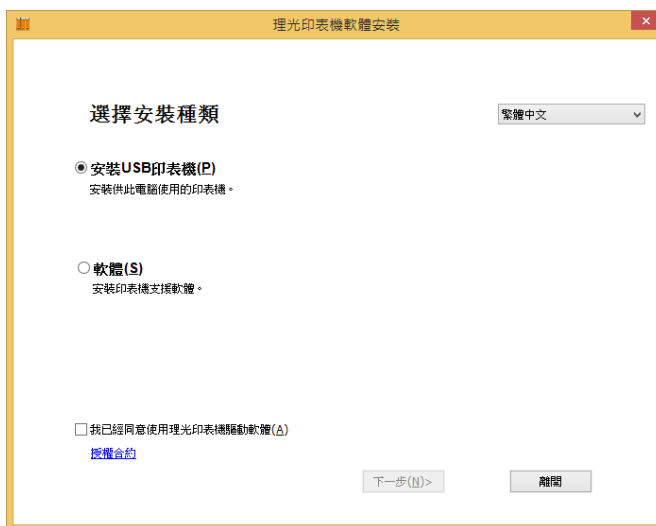 理光印表機軟體安裝
選擇安裝種類
繁體中文
安裝USB印表機(P)
安裝供此電腦使用的印表機。
軟體(S)
安裝印表機支援軟體。
我已經同意使用理光印表機驅動軟體(A)
授權合約
下一步(N)>
離開